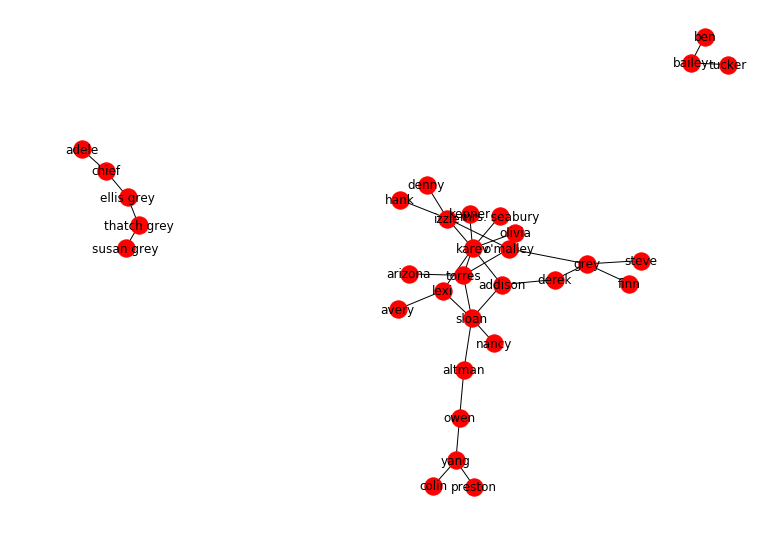 ben
bailey
tucker
adele
chief
ellis grey
thatch grey
susan grey
denny
hank
kepner
izzie
mrs. seabury
olivia
karev
o'malley
grey
steve
finn
derek
arizona
torres
addison
lexi
avery
sloan
nancy
altman
owen
yang
colin
preston